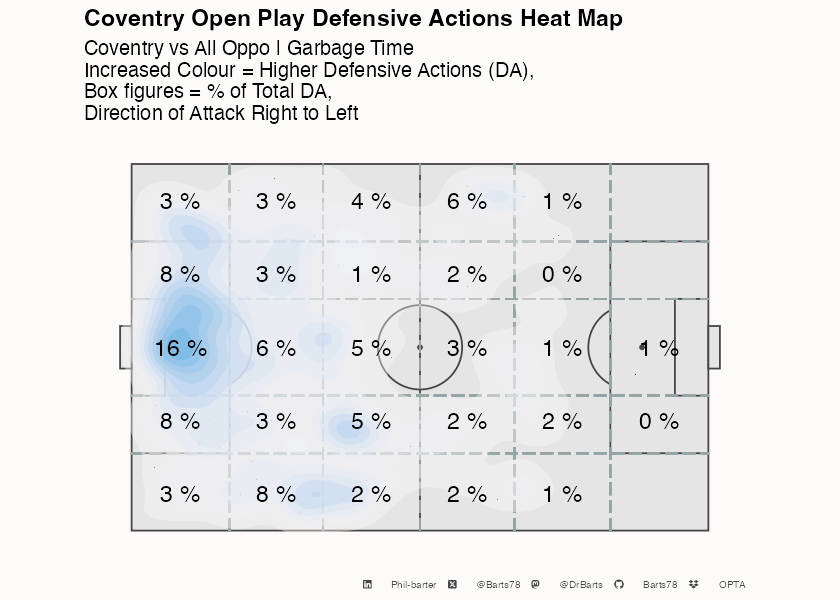 Coventry Open Play Defensive Actions Heat Map
Coventry vs All Oppo | Garbage Time
Increased Colour = Higher Defensive Actions (DA),
Box figures = % of Total DA,
Direction of Attack Right to Left
3 % 3 % 4 % 6 % 1 %
8 % 3 % 1 % 2 % 0 %
16 % 6 % 5 % 3 % 1 % 1 %
8 % 3 % 5 % 2 % 2 % 0 %
3 % 8 % 2 % 2 % 1 %
Phil-barter @Barts78 @DrBarts Barts78 OPTA